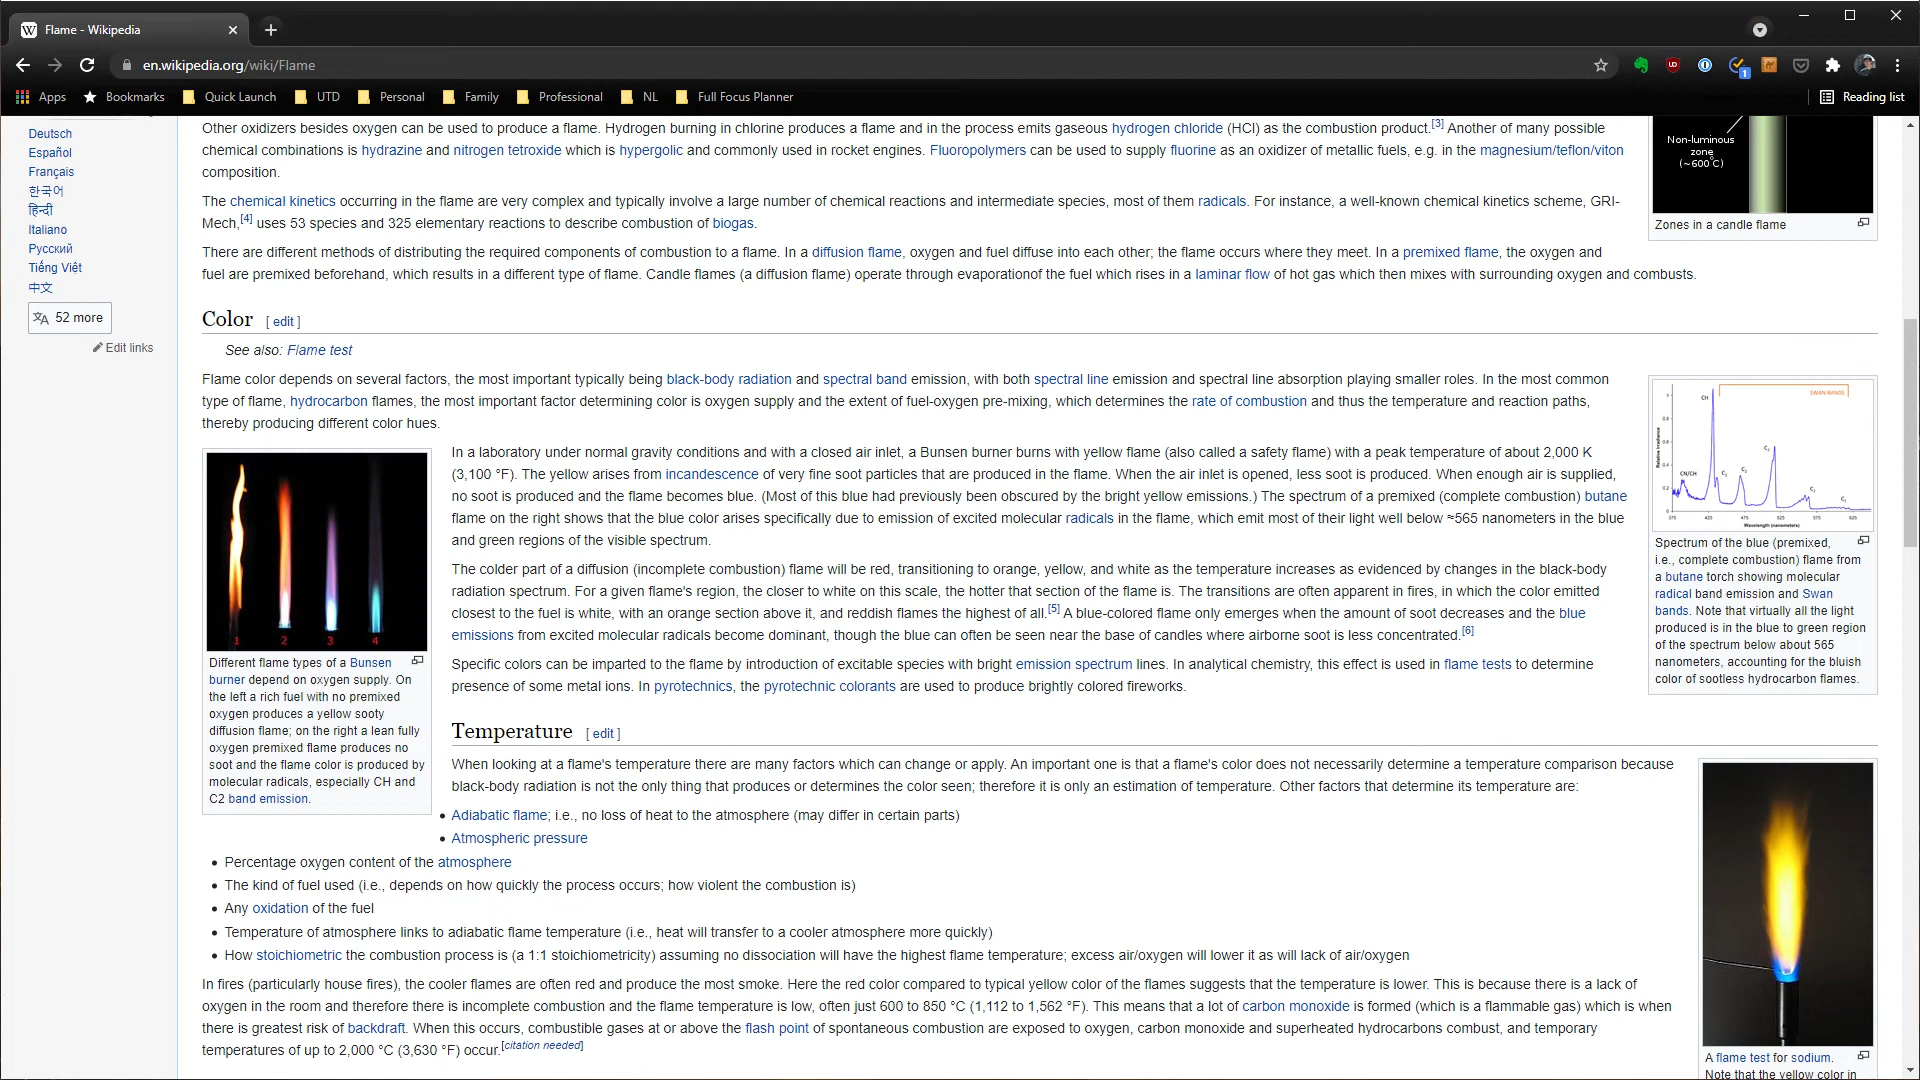 Flame - Wikipedia
en.wikipedia.org/wiki/Flame
Apps Bookmarks Quick Launch UTD Personal Family Professional NL Full Focus Planner Reading list
Deutsch
Español
Français
한국어
हिन्दी
Italiano
Русский
Tiếng Việt
中文
52 more
Edit links
Other oxidizers besides oxygen can be used to produce a flame. Hydrogen burning in chlorine produces a flame and in the process emits gaseous hydrogen chloride (HCl) as the combustion product.[3] Another of many possible
chemical combinations is hydrazine and nitrogen tetroxide which is hypergolic and commonly used in rocket engines. Fluoropolymers can be used to supply fluorine as an oxidizer of metallic fuels, e.g. in the magnesium/teflon/viton
composition.
The chemical kinetics occurring in the flame are very complex and typically involve a large number of chemical reactions and intermediate species, most of them radicals. For instance, a well-known chemical kinetics scheme, GRI-
Mech,[4] uses 53 species and 325 elementary reactions to describe combustion of biogas.
There are different methods of distributing the required components of combustion to a flame. In a diffusion flame, oxygen and fuel diffuse into each other; the flame occurs where they meet. In a premixed flame, the oxygen and
fuel are premixed beforehand, which results in a different type of flame. Candle flames (a diffusion flame) operate through evaporationof the fuel which rises in a laminar flow of hot gas which then mixes with surrounding oxygen and combusts.
Non-luminous
zone
(~600°C)
Zones in a candle flame
Color [ edit ]
See also: Flame test
Flame color depends on several factors, the most important typically being black-body radiation and spectral band emission, with both spectral line emission and spectral line absorption playing smaller roles. In the most common
type of flame, hydrocarbon flames, the most important factor determining color is oxygen supply and the extent of fuel-oxygen pre-mixing, which determines the rate of combustion and thus the temperature and reaction paths,
thereby producing different color hues.
1 2 3 4
Different flame types of a Bunsen
burner depend on oxygen supply. On
the left a rich fuel with no premixed
oxygen produces a yellow sooty
diffusion flame; on the right a lean fully
oxygen premixed flame produces no
soot and the flame color is produced by
molecular radicals, especially CH and
C2 band emission.
In a laboratory under normal gravity conditions and with a closed air inlet, a Bunsen burner burns with yellow flame (also called a safety flame) with a peak temperature of about 2,000 K
(3,100 °F). The yellow arises from incandescence of very fine soot particles that are produced in the flame. When the air inlet is opened, less soot is produced. When enough air is supplied,
no soot is produced and the flame becomes blue. (Most of this blue had previously been obscured by the bright yellow emissions.) The spectrum of a premixed (complete combustion) butane
flame on the right shows that the blue color arises specifically due to emission of excited molecular radicals in the flame, which emit most of their light well below ≈565 nanometers in the blue
and green regions of the visible spectrum.
The colder part of a diffusion (incomplete combustion) flame will be red, transitioning to orange, yellow, and white as the temperature increases as evidenced by changes in the black-body
radiation spectrum. For a given flame's region, the closer to white on this scale, the hotter that section of the flame is. The transitions are often apparent in fires, in which the color emitted
closest to the fuel is white, with an orange section above it, and reddish flames the highest of all.[5] A blue-colored flame only emerges when the amount of soot decreases and the blue
emissions from excited molecular radicals become dominant, though the blue can often be seen near the base of candles where airborne soot is less concentrated.[6]
Specific colors can be imparted to the flame by introduction of excitable species with bright emission spectrum lines. In analytical chemistry, this effect is used in flame tests to determine
presence of some metal ions. In pyrotechnics, the pyrotechnic colorants are used to produce brightly colored fireworks.
SWAN BANDS
CH
CN/CH
Wavelength (nanometers)
Spectrum of the blue (premixed,
i.e., complete combustion) flame from
a butane torch showing molecular
radical band emission and Swan
bands. Note that virtually all the light
produced is in the blue to green region
of the spectrum below about 565
nanometers, accounting for the bluish
color of sootless hydrocarbon flames.
Temperature [ edit ]
When looking at a flame's temperature there are many factors which can change or apply. An important one is that a flame's color does not necessarily determine a temperature comparison because
black-body radiation is not the only thing that produces or determines the color seen; therefore it is only an estimation of temperature. Other factors that determine its temperature are:
• Adiabatic flame; i.e., no loss of heat to the atmosphere (may differ in certain parts)
• Atmospheric pressure
• Percentage oxygen content of the atmosphere
• The kind of fuel used (i.e., depends on how quickly the process occurs; how violent the combustion is)
• Any oxidation of the fuel
• Temperature of atmosphere links to adiabatic flame temperature (i.e., heat will transfer to a cooler atmosphere more quickly)
• How stoichiometric the combustion process is (a 1:1 stoichiometricity) assuming no dissociation will have the highest flame temperature; excess air/oxygen will lower it as will lack of air/oxygen
In fires (particularly house fires), the cooler flames are often red and produce the most smoke. Here the red color compared to typical yellow color of the flames suggests that the temperature is lower. This is because there is a lack of
oxygen in the room and therefore there is incomplete combustion and the flame temperature is low, often just 600 to 850 °C (1,112 to 1,562 °F). This means that a lot of carbon monoxide is formed (which is a flammable gas) which is when
there is greatest risk of backdraft. When this occurs, combustible gases at or above the flash point of spontaneous combustion are exposed to oxygen, carbon monoxide and superheated hydrocarbons combust, and temporary
temperatures of up to 2,000 °C (3,630 °F) occur.[citation needed]
A flame test for sodium.
Note that the yellow color in